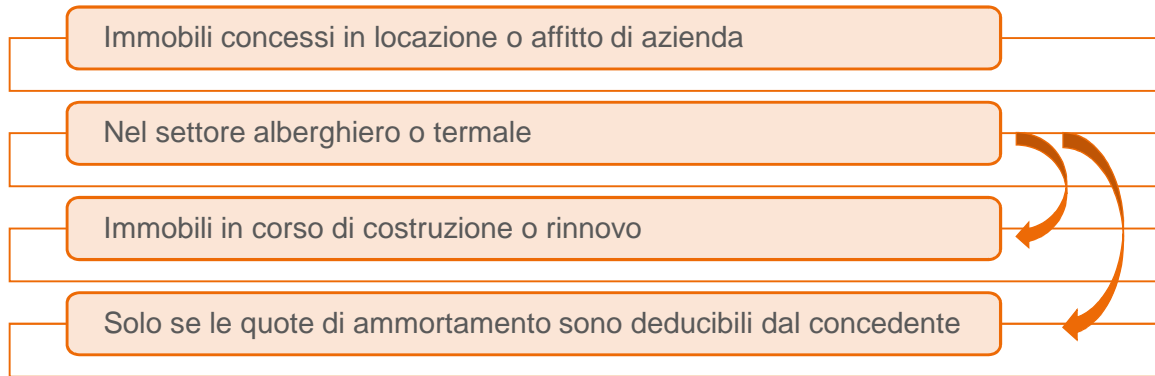 Immobili concessi in locazione o affitto di azienda
Nel settore alberghiero o termale
Immobili in corso di costruzione o rinnovo
Solo se le quote di ammortamento sono deducibili dal concedente